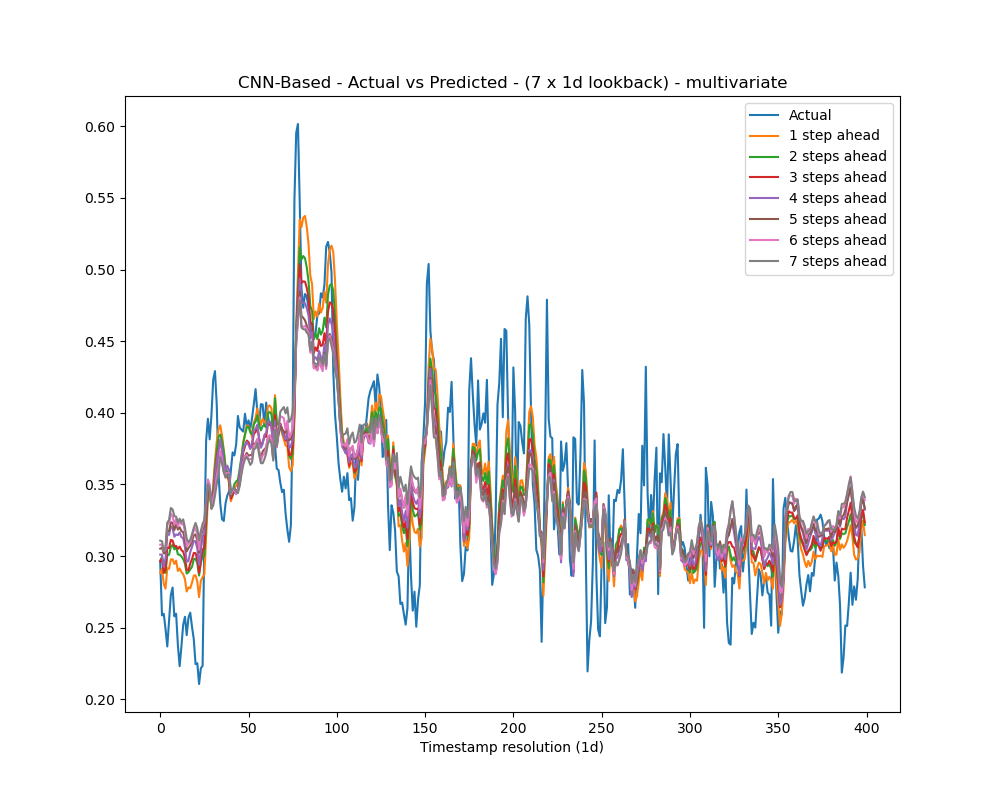 CNN-Based - Actual vs Predicted - (7 x 1d lookback) - multivariate
Actual
1 step ahead
2 steps ahead
3 steps ahead
4 steps ahead
5 steps ahead
6 steps ahead
7 steps ahead
0.60
0.55
0.50
0.45
0.40
0.35
0.30
0.25
0.20
0 50 100 150 200 250 300 350 400
Timestamp resolution (1d)